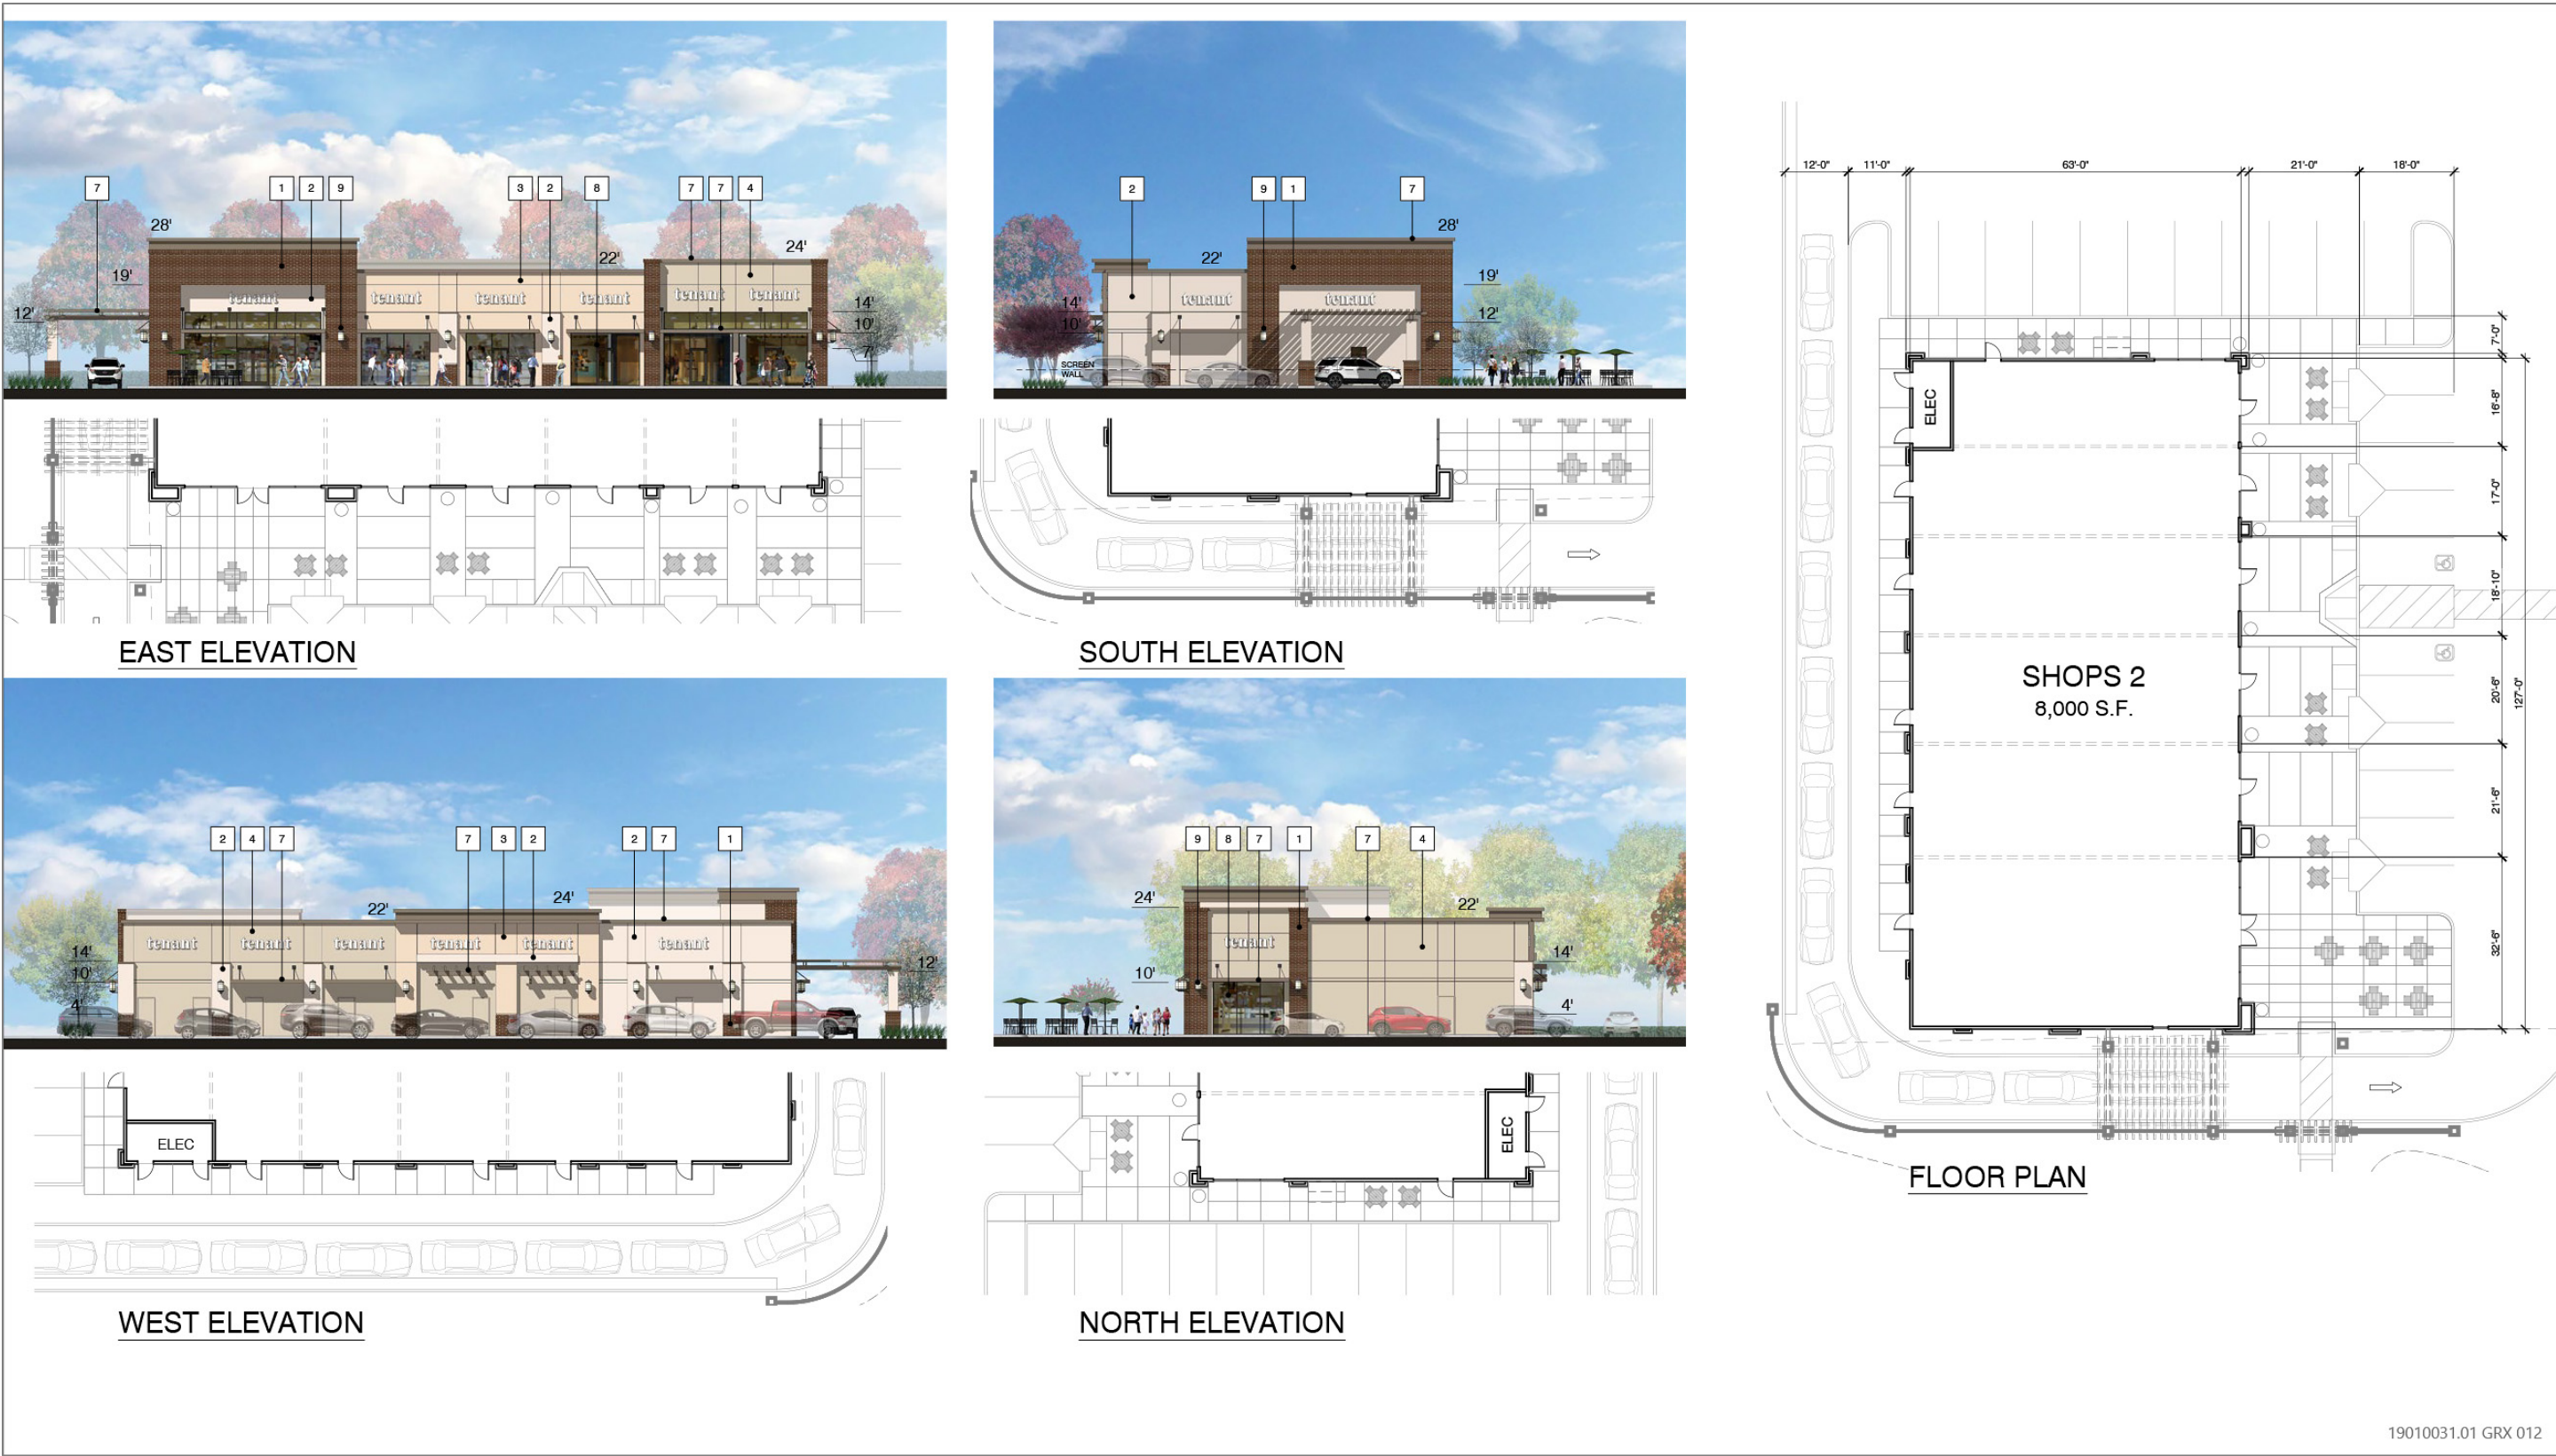 7 1 2 9 3 2 8 7 7 4
28'
24'
22'
19'
14'
12'
10'
7'
tenant tenant tenant tenant tenant tenant
EAST ELEVATION
2 9 1 7
28'
22'
19'
14'
12'
10'
tenant tenant
SCREEN
WALL
SOUTH ELEVATION
2 4 7 7 3 2 2 7 1
24'
22'
tenant tenant tenant tenant tenant tenant
14'
12'
10'
4'
ELEC
WEST ELEVATION
9 8 7 1 7 4
24'
22'
tenant
14'
10'
4'
ELEC
NORTH ELEVATION
12'-0" 11'-0" 63'-0" 21'-0" 18'-0"
7'-0"
ELEC
16'-8"
17'-0"
18'-10"
SHOPS 2
8,000 S.F.
20'-6"
127'-0"
21'-6"
32'-6"
FLOOR PLAN
19010031.01 GRX 012